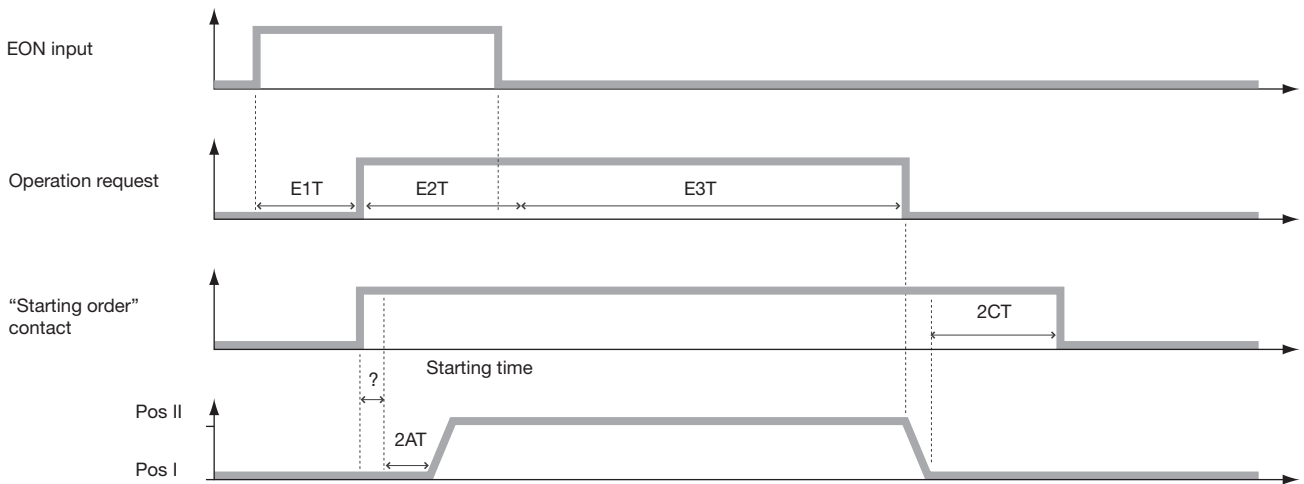 EON input
Operation request
E1T
E2T
E3T
“Starting order”
contact
2CT
Starting time
?
Pos II
2AT
Pos I